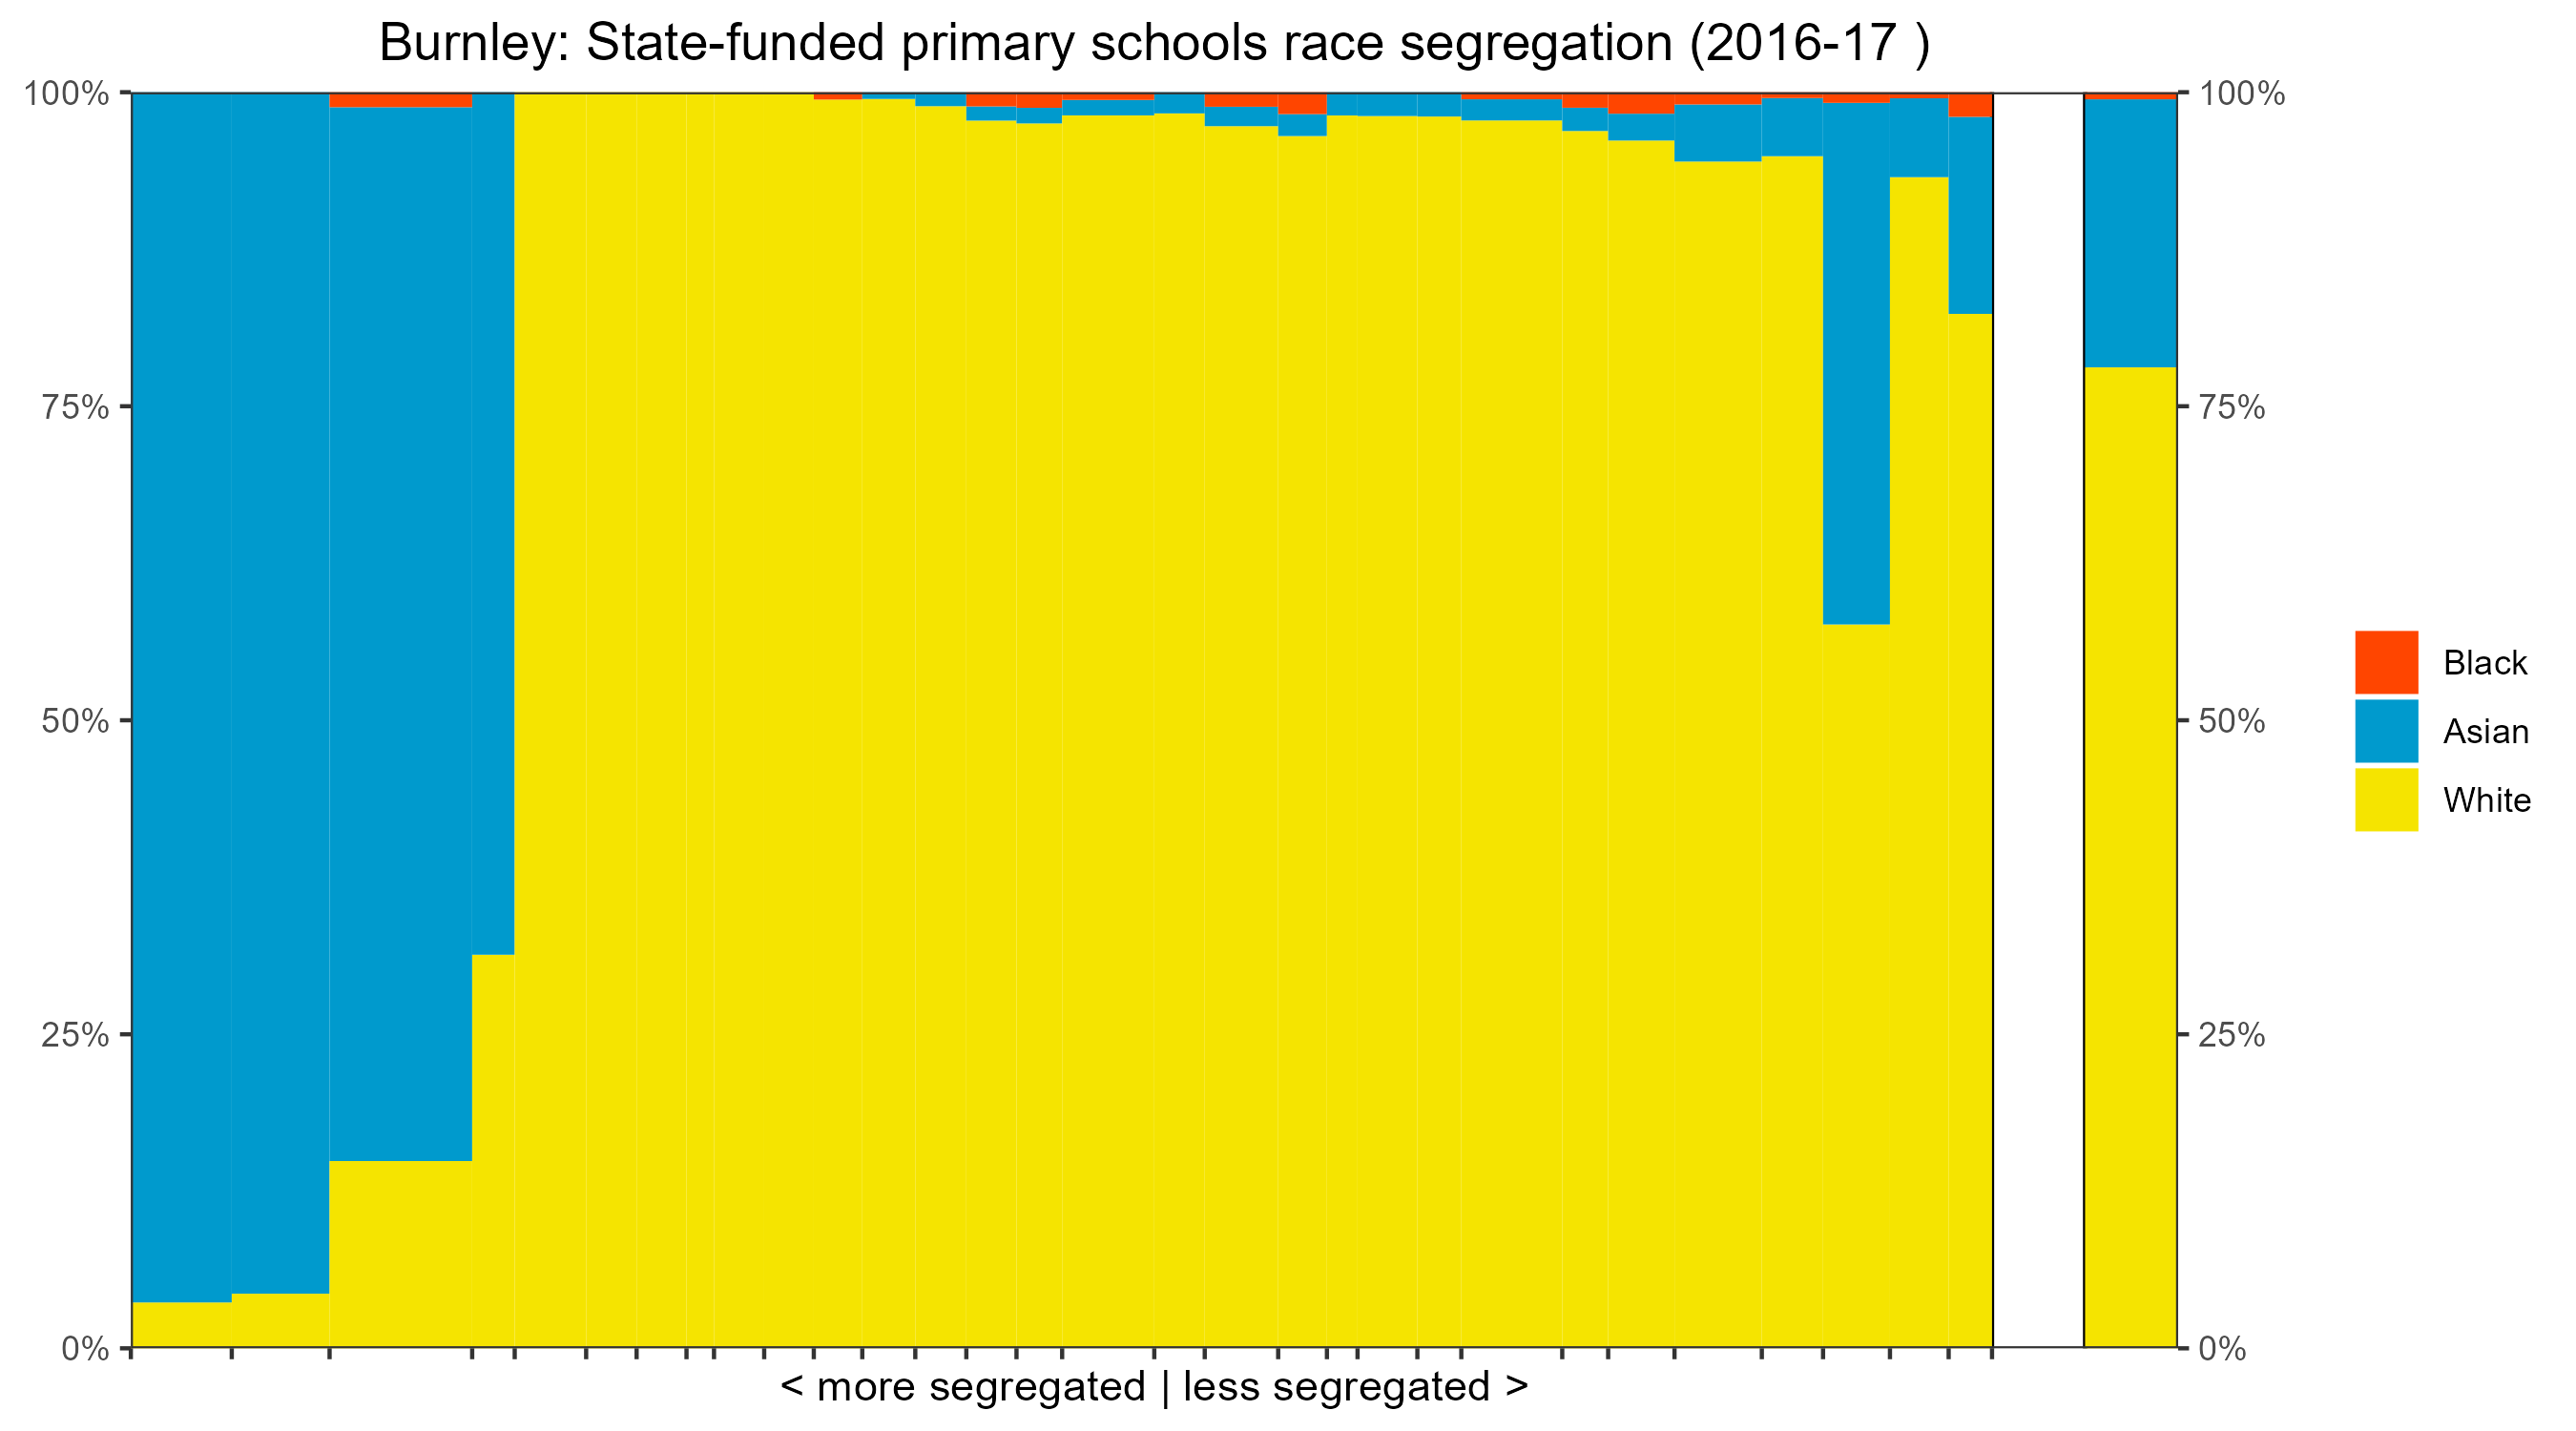 Burnley: State-funded primary schools race segregation (2016-17 )
100%
75%
50%
25%
0%
100%
75%
50%
25%
0%
Black
Asian
White
< more segregated | less segregated >